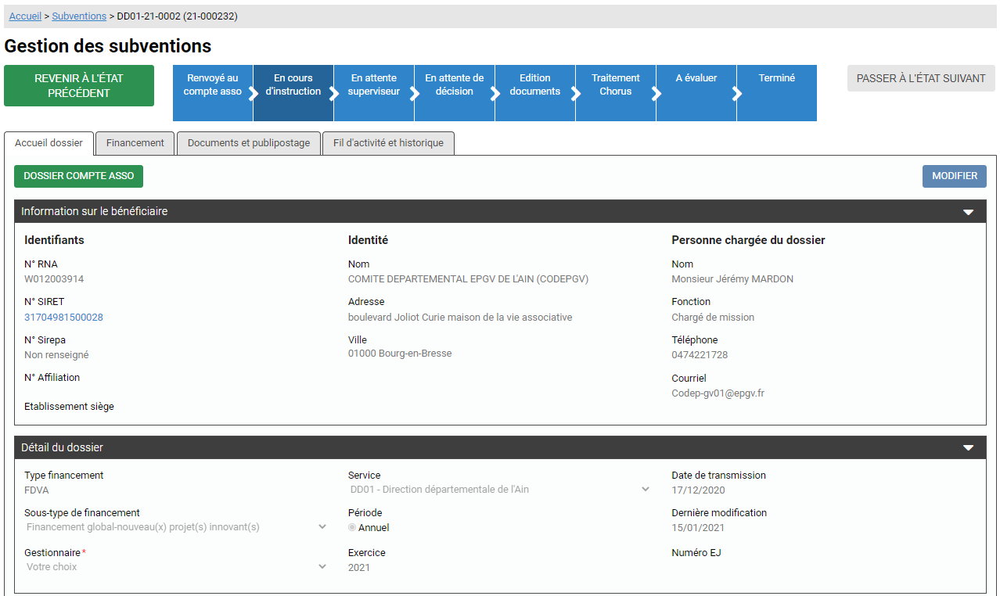 Accueil > Subventions > DD01-21-0002 (21-000232)
Gestion des subventions
REVENIR À L'ÉTAT
PRÉCÉDENT
Renvoyé au
compte asso
En cours
d'instruction
En attente
superviseur
En attente de
décision
Edition
documents
Traitement
Chorus
A évaluer
Terminé
PASSER À L'ÉTAT SUIVANT
Accueil dossier
Financement
Documents et publipostage
Fil d'activité et historique
DOSSIER COMPTE ASSO
MODIFIER
Information sur le bénéficiaire
Identifiants
N° RNA
W012003914
N° SIRET
31704981500028
N° Sirepa
Non renseigné
N° Affiliation
Etablissement siège
Identité
Nom
COMITE DEPARTEMENTAL EPGV DE L'AIN (CODEPGV)
Adresse
boulevard Joliot Curie maison de la vie associative
Ville
01000 Bourg-en-Bresse
Personne chargée du dossier
Nom
Monsieur Jérémy MARDON
Fonction
Chargé de mission
Téléphone
0474221728
Courriel
Codep-gv01@epgv.fr
Détail du dossier
Type financement
FDVA
Sous-type de financement
Financement global-nouveau(x) projet(s) innovant(s)
Gestionnaire*
Votre choix
Service
DD01 - Direction départementale de l'Ain
Période
Annuel
Exercice
2021
Date de transmission
17/12/2020
Dernière modification
15/01/2021
Numéro EJ